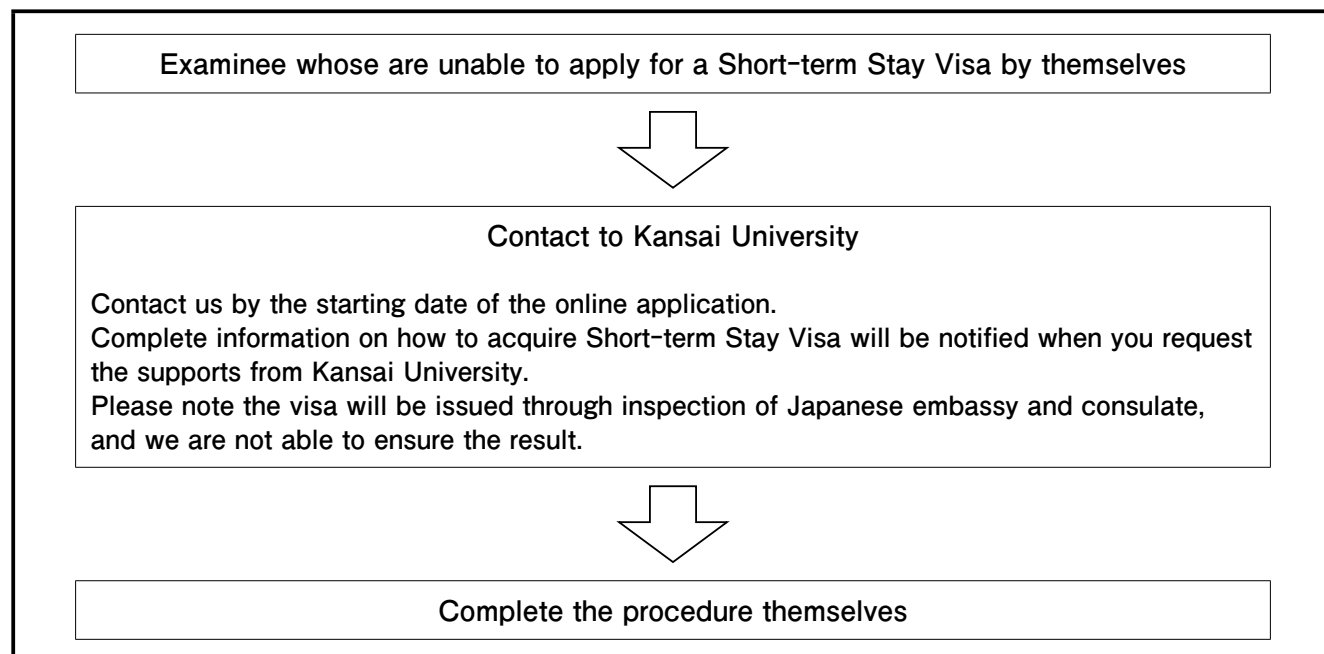 Examinee whose are unable to apply for a Short-term Stay Visa by themselves
Contact to Kansai University
Contact us by the starting date of the online application.
Complete information on how to acquire Short-term Stay Visa will be notified when you request
the supports from Kansai University.
Please note the visa will be issued through inspection of Japanese embassy and consulate,
and we are not able to ensure the result.
Complete the procedure themselves